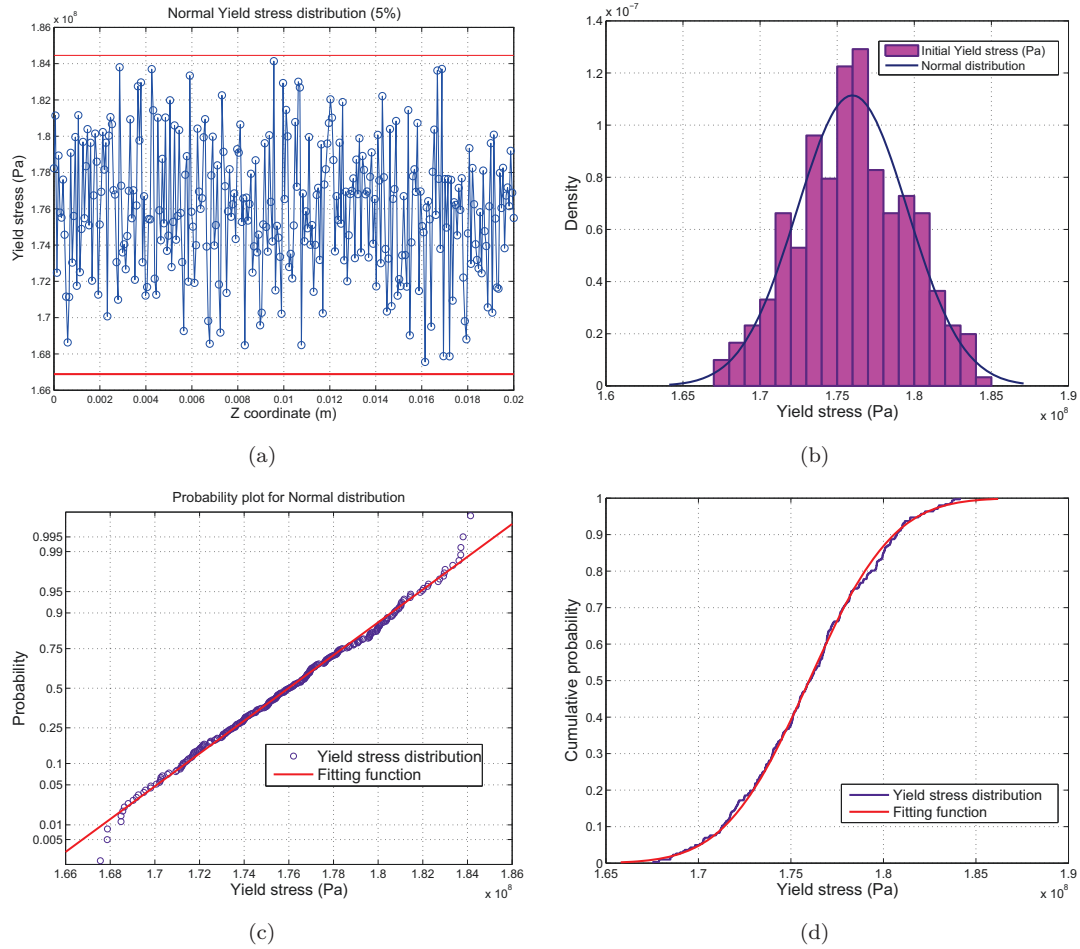 Normal Yield stress distribution (5%)
x 10⁸
1.86
1.84
1.82
1.8
1.78
1.76
1.74
1.72
1.7
1.68
1.66
Yield stress (Pa)
0 0.002 0.004 0.006 0.008 0.01 0.012 0.014 0.016 0.018 0.02
Z coordinate (m)
(a)
x 10⁻⁷
1.4
1.2
1
0.8
0.6
0.4
0.2
0
Density
Initial Yield stress (Pa)
Normal distribution
1.6 1.65 1.7 1.75 1.8 1.85 1.9
Yield stress (Pa)
x 10⁸
(b)
Probability plot for Normal distribution
0.995
0.99
0.95
0.9
0.75
0.5
0.25
0.1
0.05
0.01
0.005
Probability
Yield stress distribution
Fitting function
1.66 1.68 1.7 1.72 1.74 1.76 1.78 1.8 1.82 1.84 1.86
Yield stress (Pa)
x 10⁸
(c)
1
0.9
0.8
0.7
0.6
0.5
0.4
0.3
0.2
0.1
0
Cumulative probability
Yield stress distribution
Fitting function
1.65 1.7 1.75 1.8 1.85 1.9
Yield stress (Pa)
x 10⁸
(d)